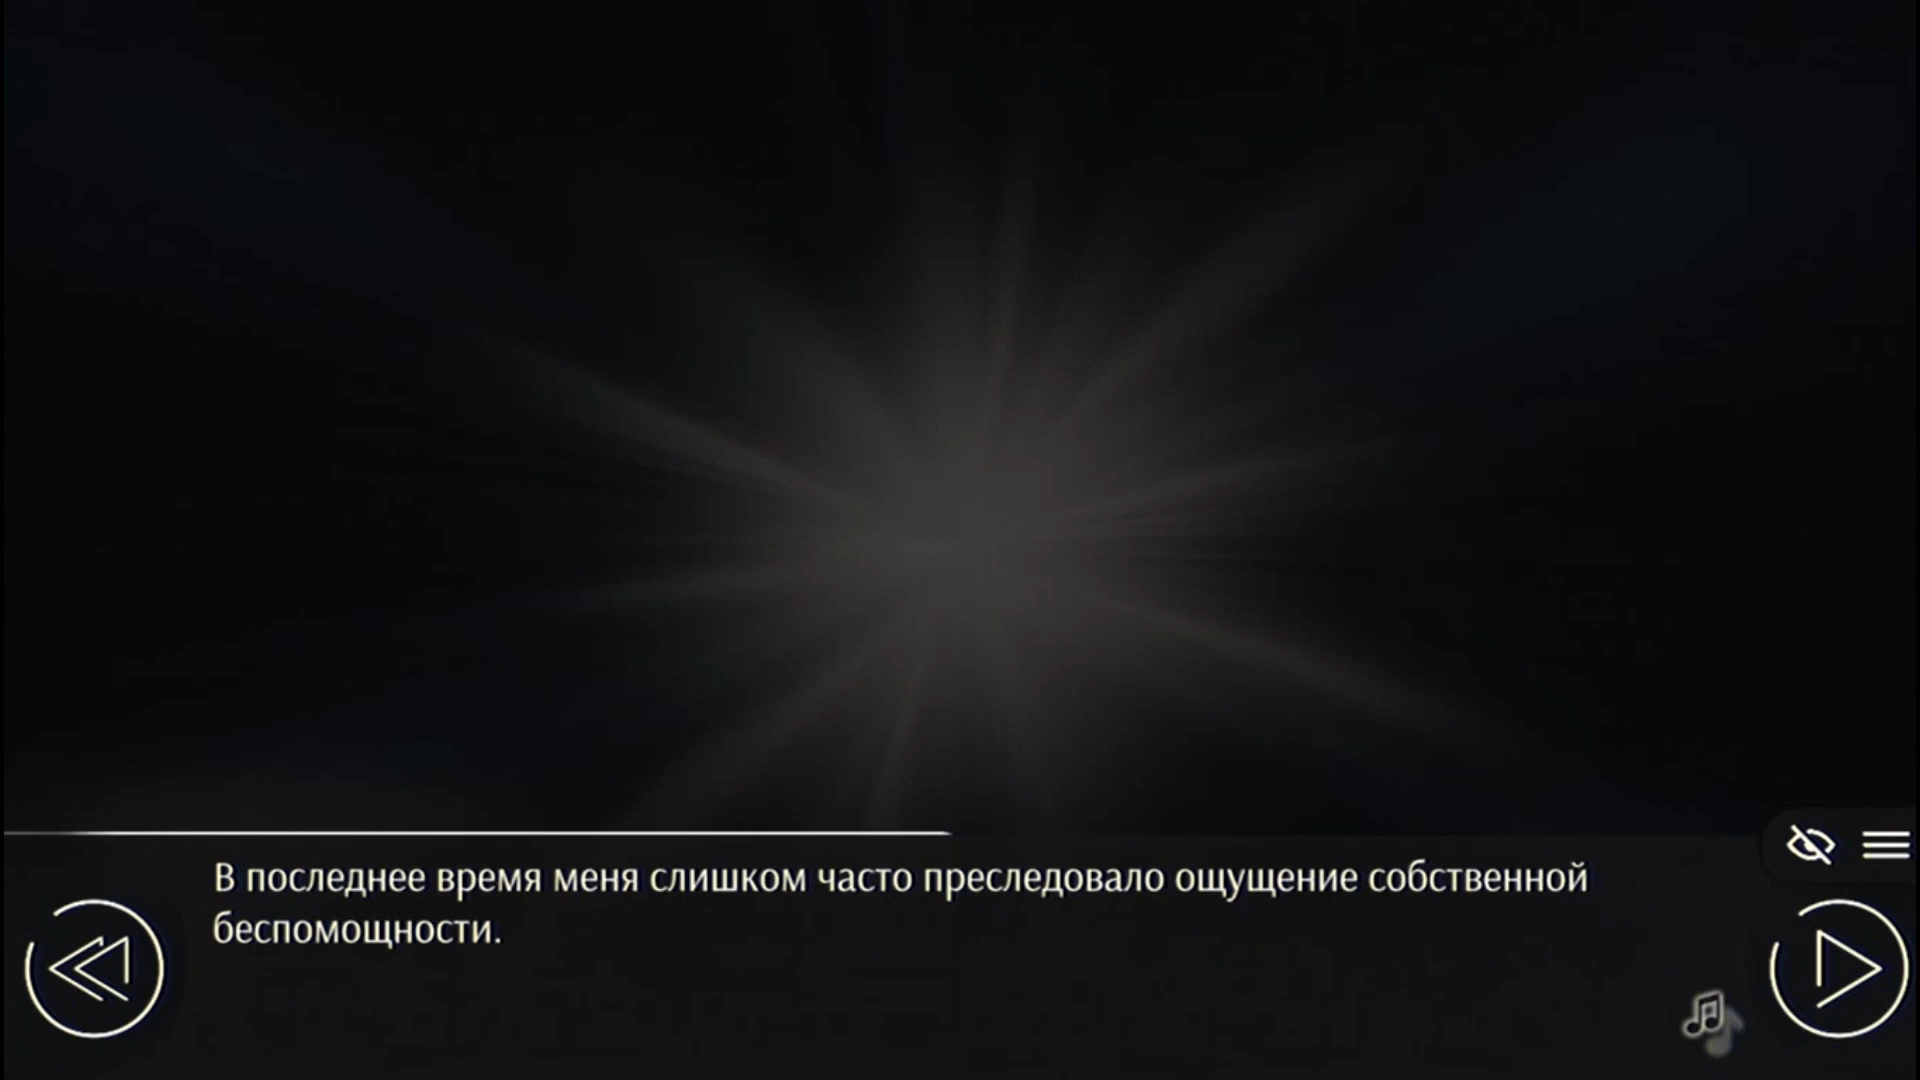 В последнее время меня слишком часто преследовало ощущение собственной
беспомощности.